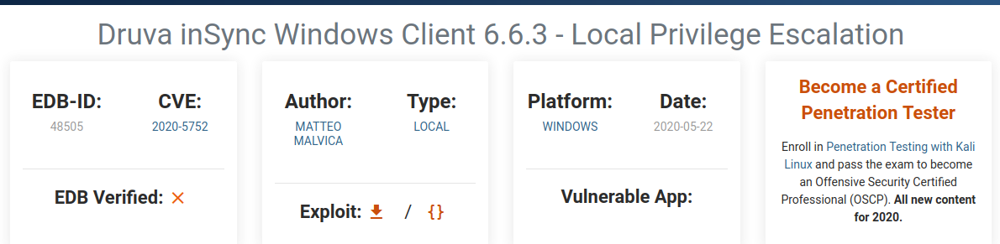 Druva inSync Windows Client 6.6.3 - Local Privilege Escalation
EDB-ID:
48505
CVE:
2020-5752
EDB Verified:
Author:
MATTEO
MALVICA
Type:
LOCAL
Exploit: / {}
Platform:
WINDOWS
Date:
2020-05-22
Vulnerable App:
Become a Certified
Penetration Tester
Enroll in Penetration Testing with Kali
Linux and pass the exam to become
an Offensive Security Certified
Professional (OSCP). All new content
for 2020.